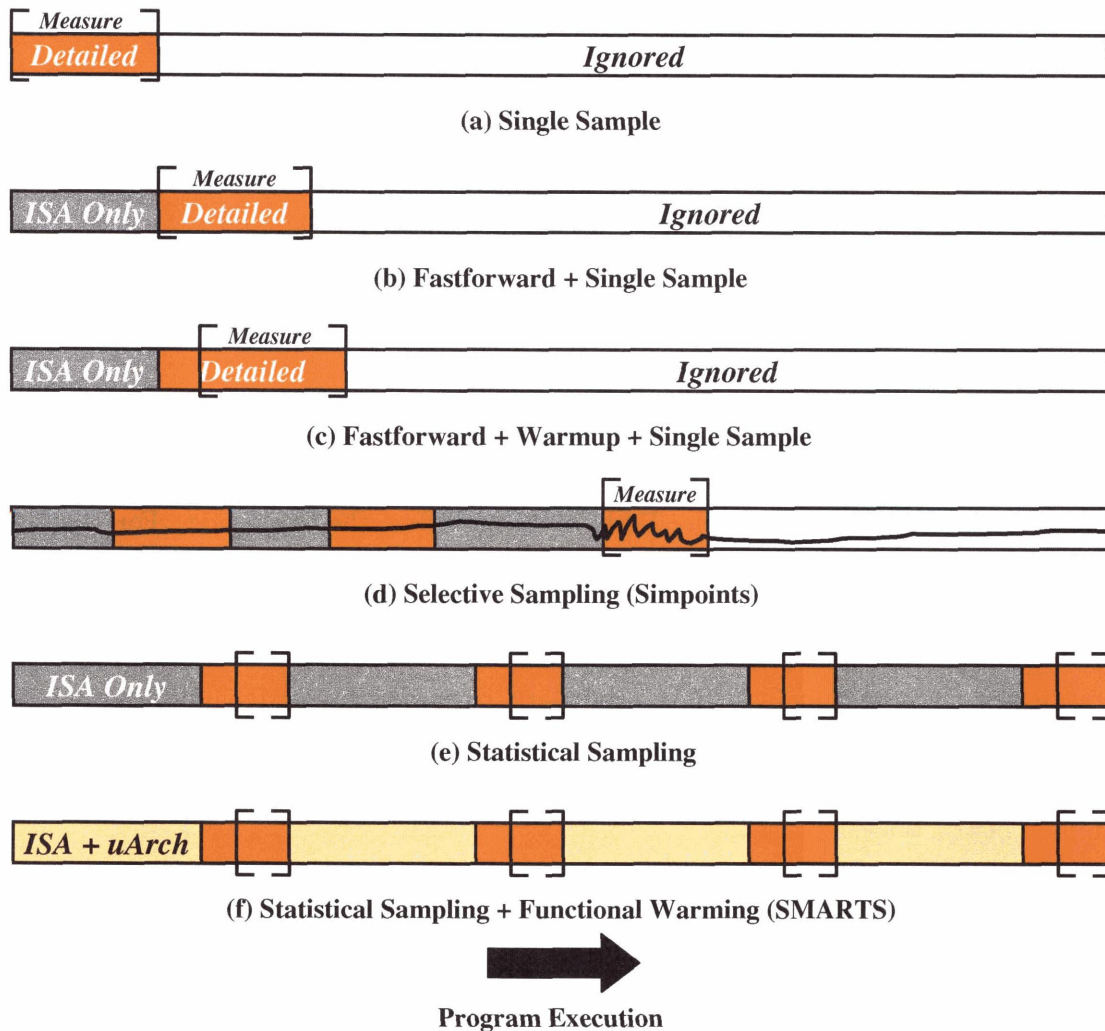 Measure
Detailed
Ignored
(a) Single Sample
Measure
ISA Only
Detailed
Ignored
(b) Fastforward + Single Sample
Measure
ISA Only
Detailed
Ignored
(c) Fastforward + Warmup + Single Sample
Measure
(d) Selective Sampling (Simpoints)
ISA Only
(e) Statistical Sampling
ISA + uArch
(f) Statistical Sampling + Functional Warming (SMARTS)
Program Execution